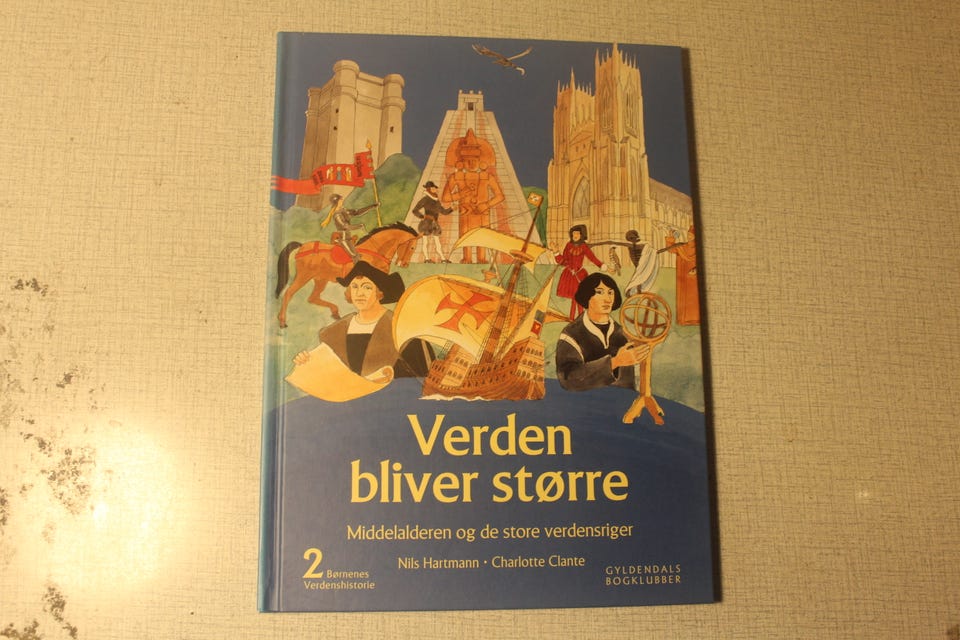 Verden
bliver større
Middelalderen og de store verdensriger
Nils Hartmann · Charlotte Clante
2 Børnenes
Verdenshistorie
GYLDENDALS
BOGKLUBBER